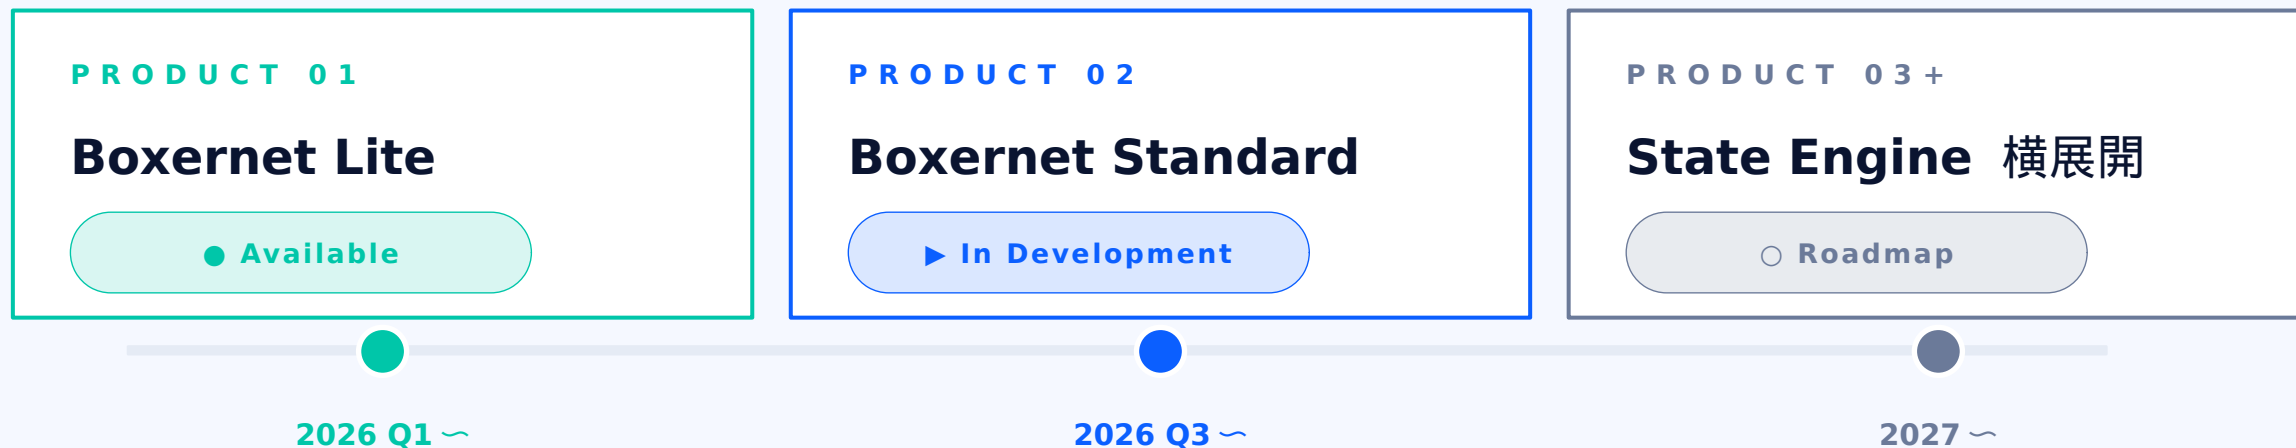 PRODUCT 01
Boxernet Lite
● Available
2026 Q1 〜
PRODUCT 02
Boxernet Standard
▶ In Development
2026 Q3 〜
PRODUCT 03+
State Engine 横展開
○ Roadmap
2027 〜